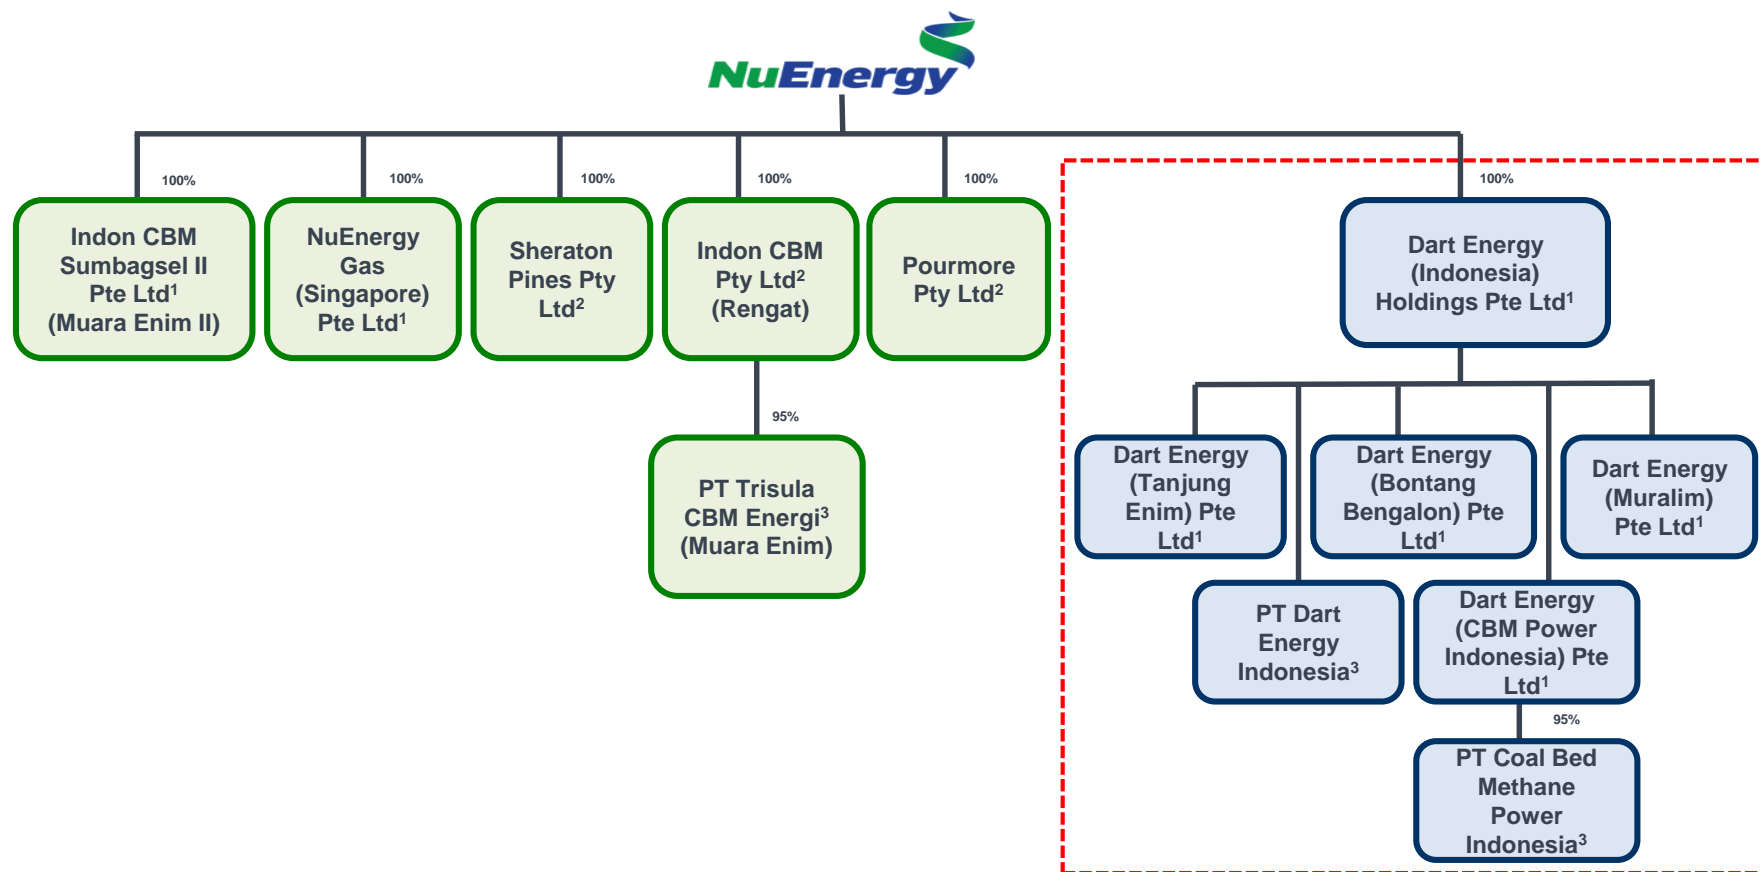 NuEnergy
100%
100%
100%
100%
100%
100%
Indon CBM
Sumbagsel II
Pte Ltd¹
(Muara Enim II)
NuEnergy
Gas
(Singapore)
Pte Ltd¹
Sheraton
Pines Pty
Ltd²
Indon CBM
Pty Ltd²
(Rengat)
Pourmore
Pty Ltd²
Dart Energy
(Indonesia)
Holdings Pte Ltd¹
95%
PT Trisula
CBM Energi³
(Muara Enim)
Dart Energy
(Tanjung
Enim) Pte
Ltd¹
Dart Energy
(Bontang
Bengalon) Pte
Ltd¹
Dart Energy
(Muralim)
Pte Ltd¹
PT Dart
Energy
Indonesia³
Dart Energy
(CBM Power
Indonesia) Pte
Ltd¹
95%
PT Coal Bed
Methane
Power
Indonesia³